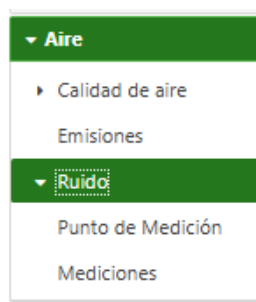 Aire
Calidad de aire
Emisiones
Ruido
Punto de Medición
Mediciones